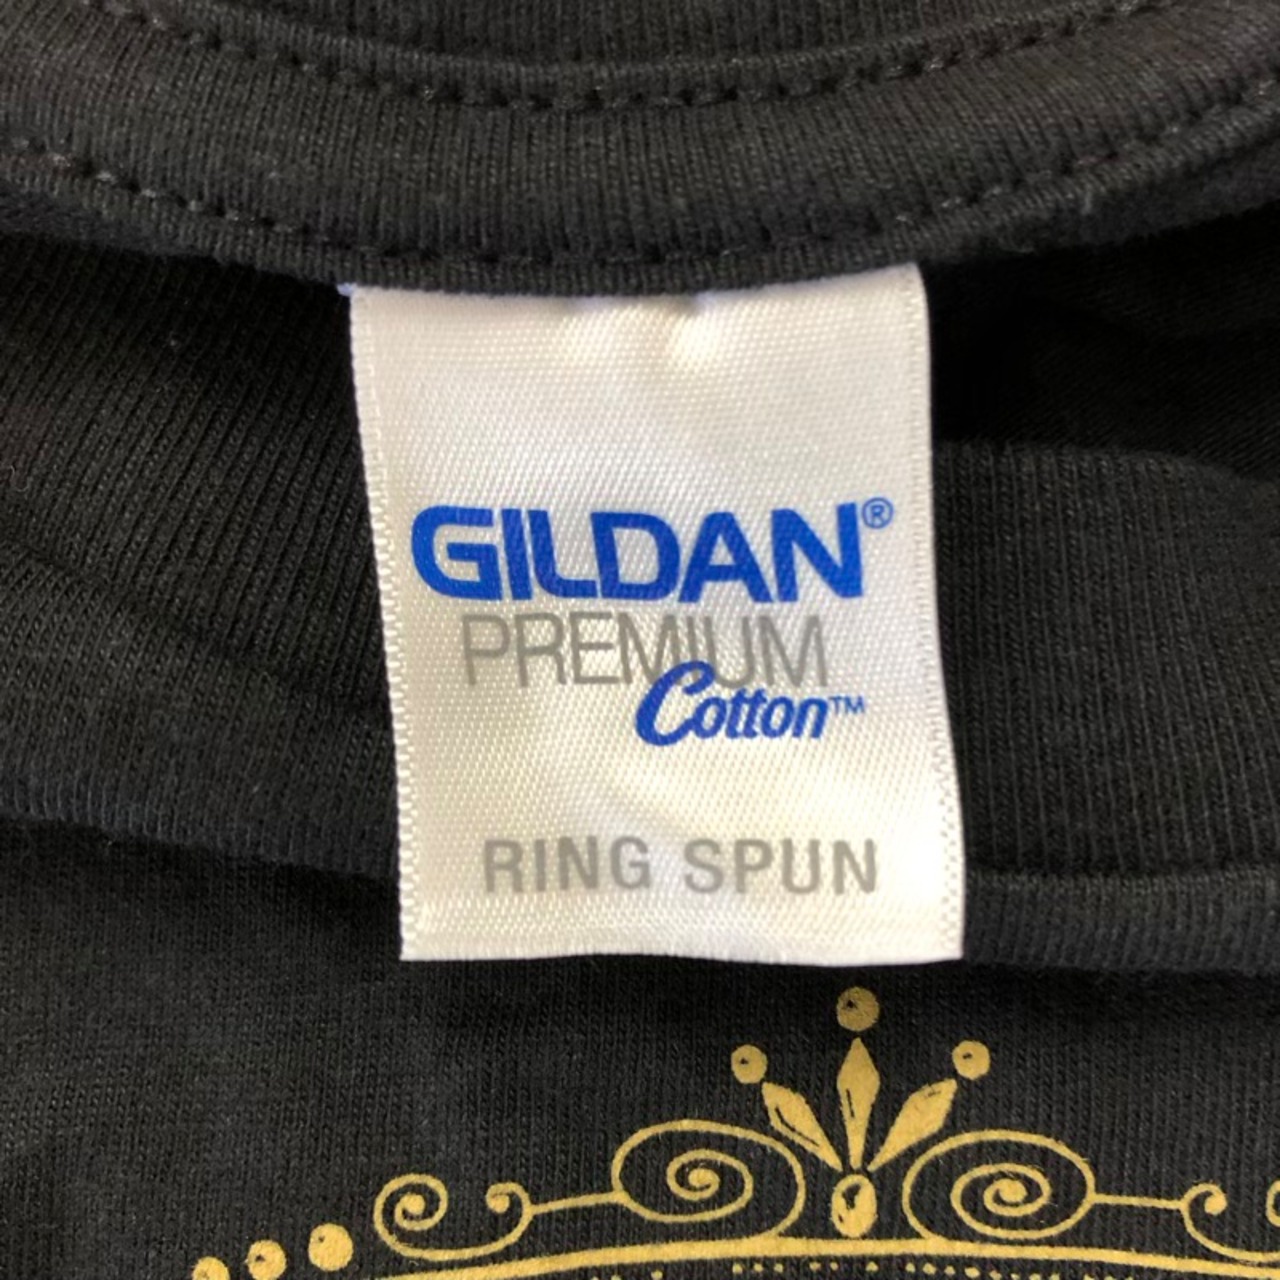 GILDAN®
PREMIUM
Cotton™
RING SPUN